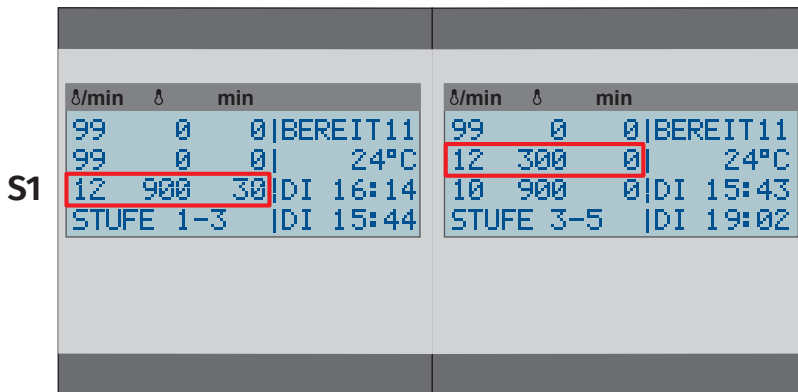 /min min
99 0 0|BEREIT11
99 0 0| 24°C
S1
12 900 30|DI 16:14
STUFE 1-3 |DI 15:44
/min min
99 0 0|BEREIT11
12 300 0| 24°C
10 900 0|DI 15:43
STUFE 3-5 |DI 19:02